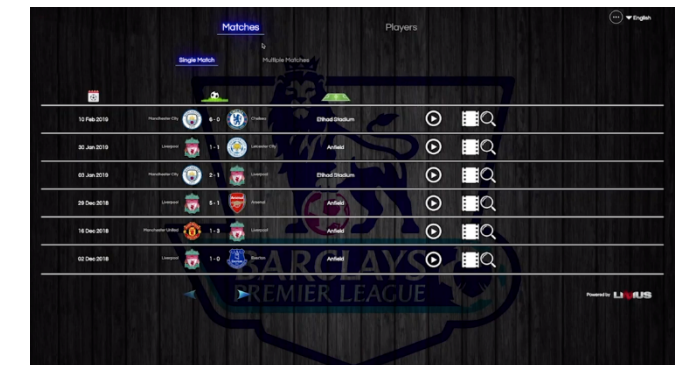 Matches Players English
Single Match Multiple Matches
10 Feb 2019 Manchester City 6 - 0 Chelsea Etihad Stadium
30 Jan 2019 Liverpool 1 - 1 Leicester City Anfield
03 Jan 2019 Manchester City 2 - 1 Liverpool Etihad Stadium
29 Dec 2018 Liverpool 5 - 1 Arsenal Anfield
16 Dec 2018 Manchester United 1 - 3 Liverpool Anfield
02 Dec 2018 Liverpool 1 - 0 Everton Anfield
BARCLAYS
PREMIER LEAGUE
Powered by